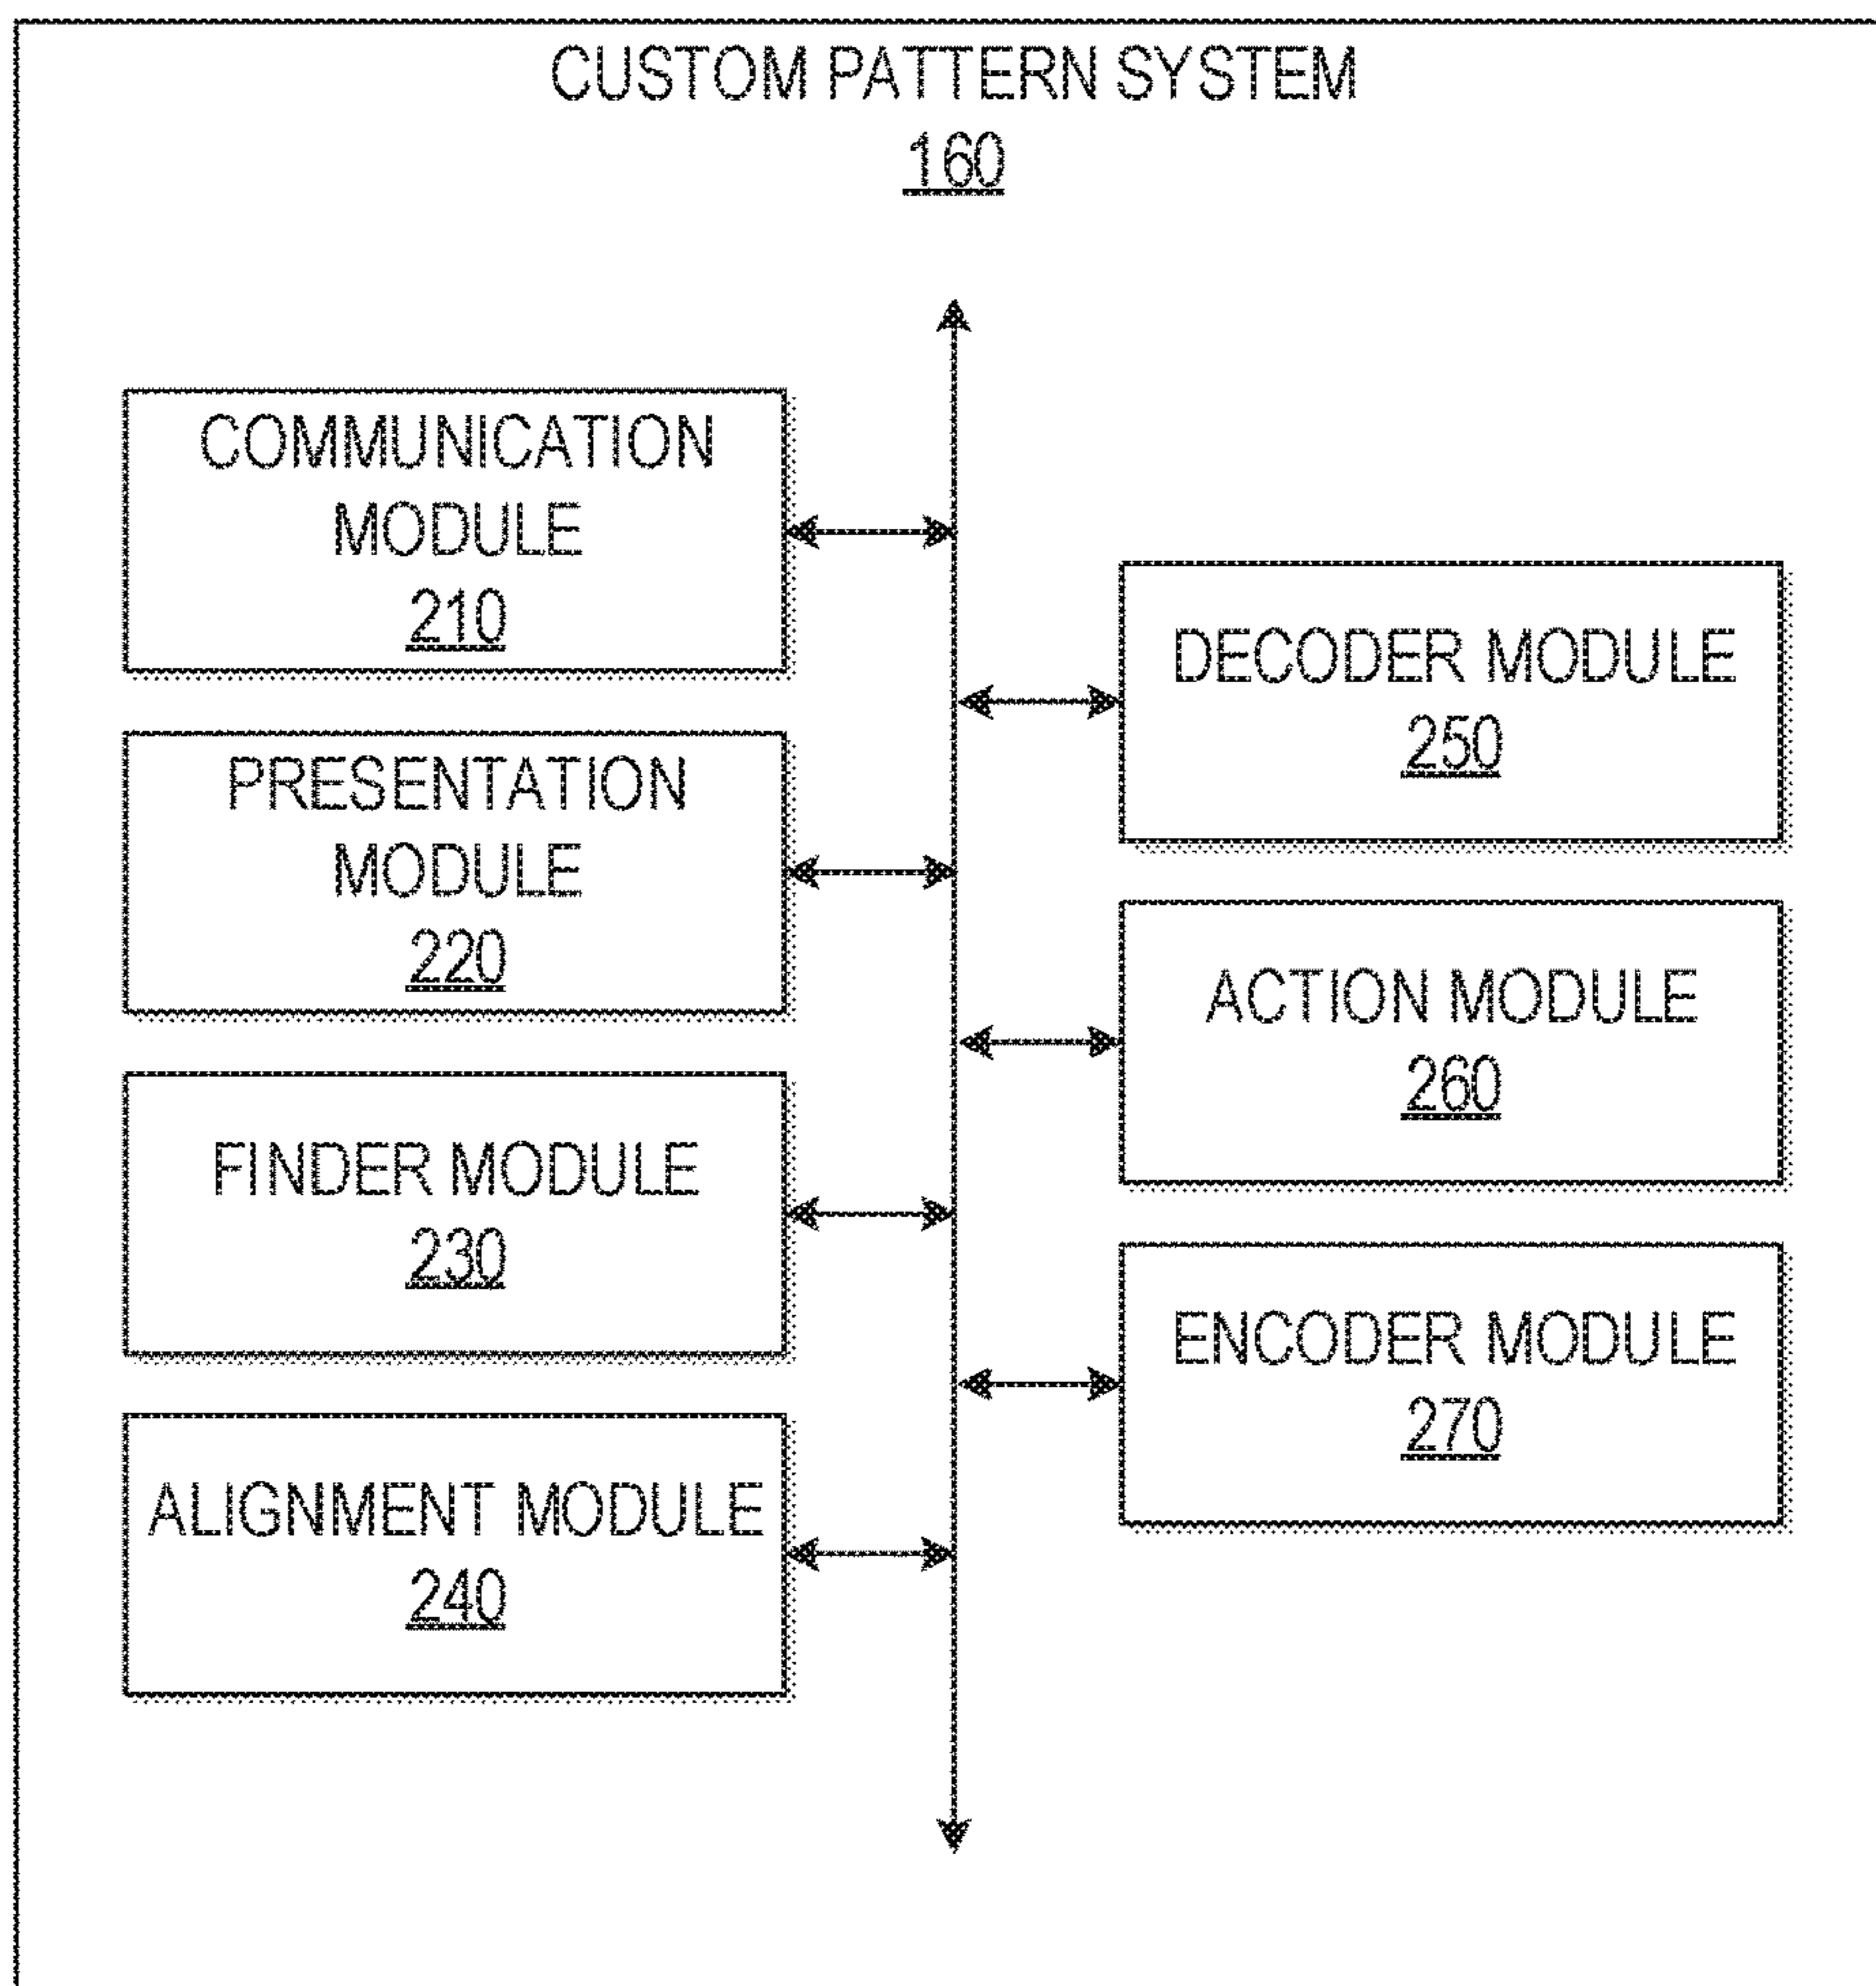 CUSTOM PATTERN SYSTEM
160
COMMUNICATION
MODULE
210
PRESENTATION
MODULE
220
FINDER MODULE
230
ALIGNMENT MODULE
240
DECODER MODULE
250
ACTION MODULE
260
ENCODER MODULE
270